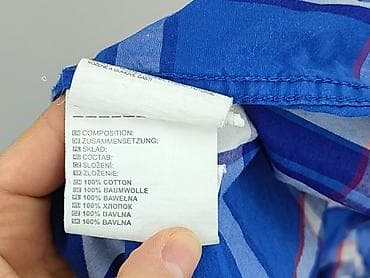 COMPOSITION:
ZUSAMMENSETZUNG:
SKŁAD:
СОСТАВ:
SLOŽENÍ:
ZLOŽENIE:
100% COTTON
100% BAUMWOLLE
100% BAWEŁNA
100% ХЛОПОК
100% BAVLNA
100% BAVLNA